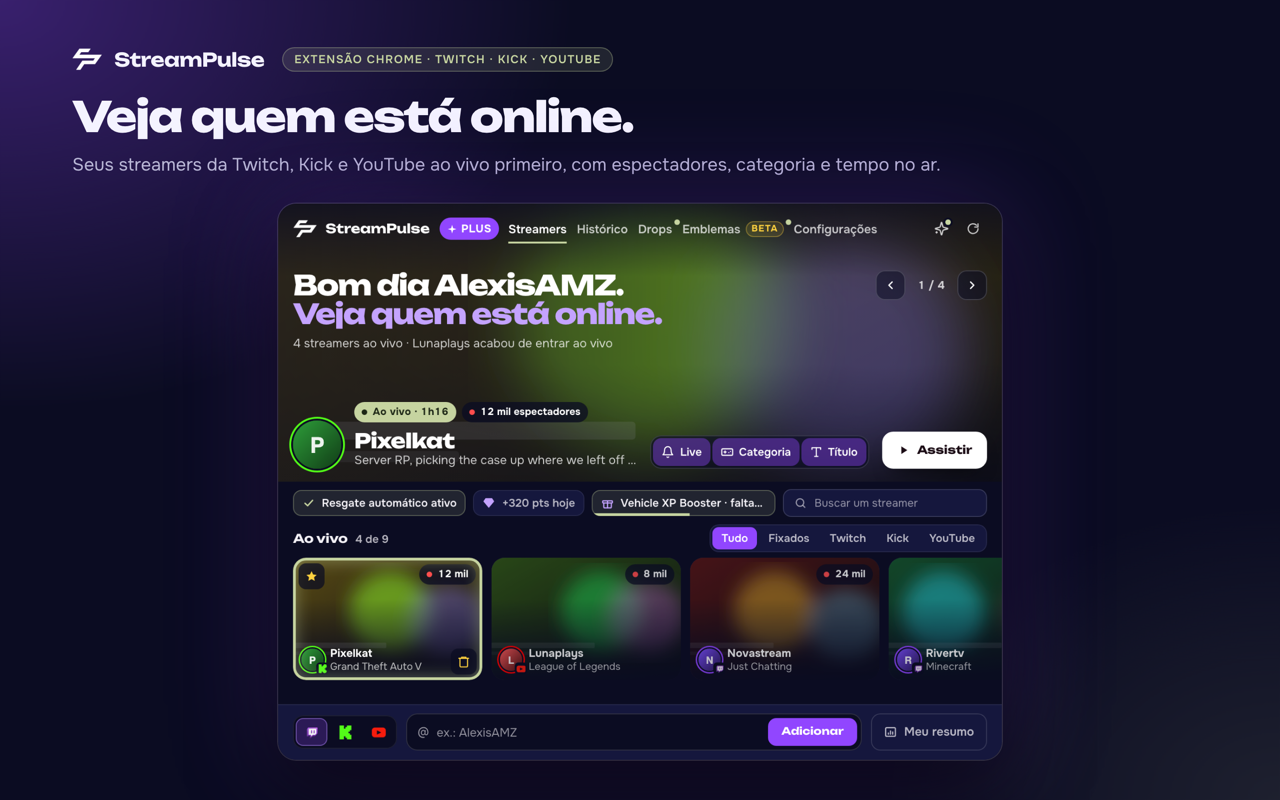 StreamPulse EXTENSÃO CHROME · TWITCH · KICK · YOUTUBE
Veja quem está online.
Seus streamers da Twitch, Kick e YouTube ao vivo primeiro, com espectadores, categoria e tempo no ar.
StreamPulse + PLUS Streamers Histórico Drops Emblemas BETA Configurações
Bom dia AlexisAMZ.
1 / 4
Veja quem está online.
4 streamers ao vivo · Lunaplays acabou de entrar ao vivo
Ao vivo · 1h16 12 mil espectadores
P Pixelkat
Server RP, picking the case up where we left off ...
Live Categoria Título Assistir
Resgate automático ativo +320 pts hoje Vehicle XP Booster · falta... Buscar um streamer
Ao vivo 4 de 9 Tudo Fixados Twitch Kick YouTube
12 mil 8 mil 24 mil
P Pixelkat L Lunaplays N Novastream R Rivertv
Grand Theft Auto V League of Legends Just Chatting Minecraft
@ ex.: AlexisAMZ Adicionar Meu resumo